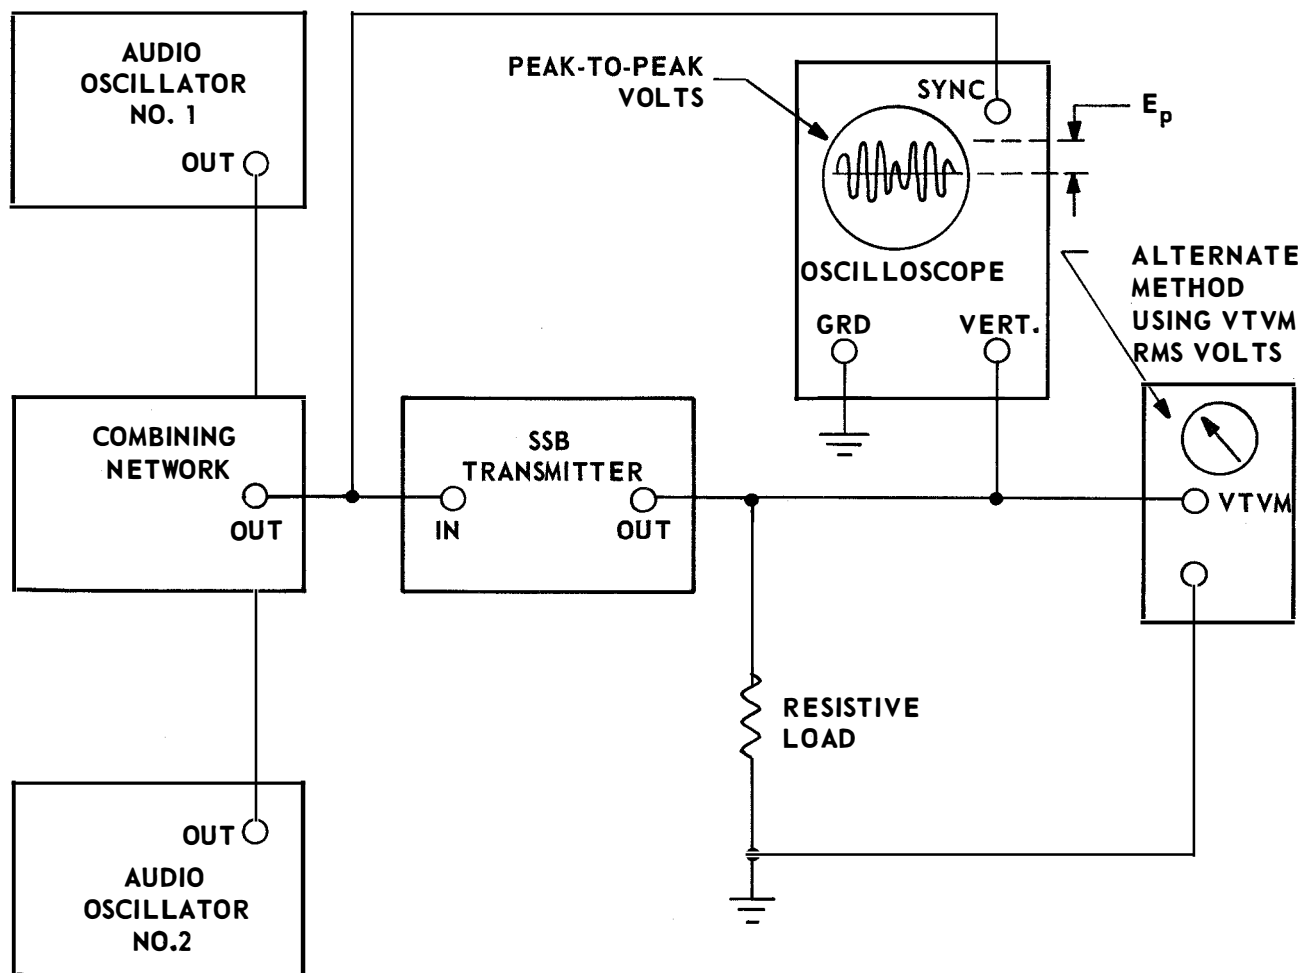 AUDIO
OSCILLATOR
NO. 1
OUT
PEAK-TO-PEAK
VOLTS
SYNC
Ep
OSCILLOSCOPE
GRD
VERT.
ALTERNATE
METHOD
USING VTVM
RMS VOLTS
COMBINING
NETWORK
OUT
SSB
TRANSMITTER
IN
OUT
VTVM
RESISTIVE
LOAD
OUT
AUDIO
OSCILLATOR
NO.2